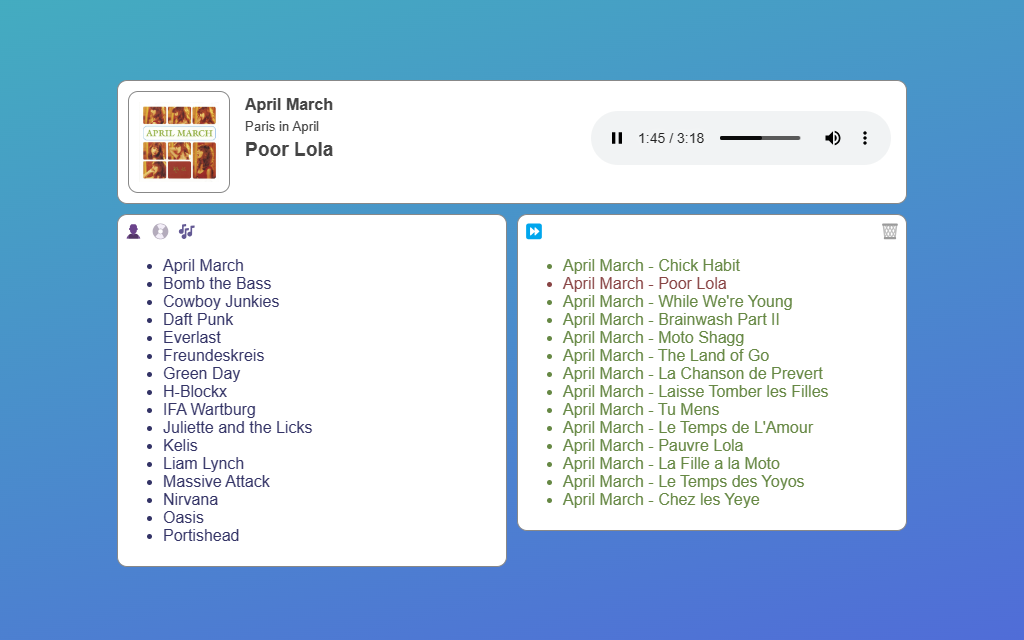 April March
Paris in April
Poor Lola
APRIL MARCH
1:45 / 3:18
April March
Bomb the Bass
Cowboy Junkies
Daft Punk
Everlast
Freundeskreis
Green Day
H-Blockx
IFA Wartburg
Juliette and the Licks
Kelis
Liam Lynch
Massive Attack
Nirvana
Oasis
Portishead
April March - Chick Habit
April March - Poor Lola
April March - While We're Young
April March - Brainwash Part II
April March - Moto Shagg
April March - The Land of Go
April March - La Chanson de Prevert
April March - Laisse Tomber les Filles
April March - Tu Mens
April March - Le Temps de L'Amour
April March - Pauvre Lola
April March - La Fille a la Moto
April March - Le Temps des Yoyos
April March - Chez les Yeye